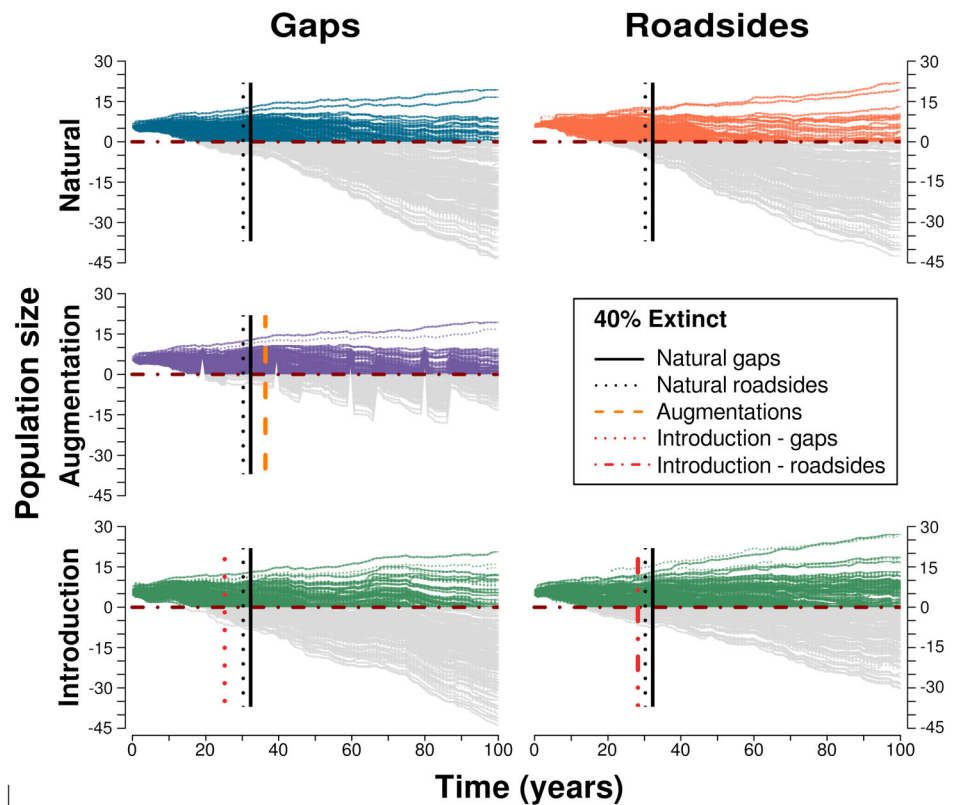 Gaps
Roadsides
Natural
30
15
0
-15
-30
-45
30
15
0
-15
-30
-45
Population size
Augmentation
30
15
0
-15
-30
-45
40% Extinct
Natural gaps
Natural roadsides
Augmentations
Introduction - gaps
Introduction - roadsides
Introduction
30
15
0
-15
-30
-45
30
15
0
-15
-30
-45
0 20 40 60 80 100
0 20 40 60 80 100
Time (years)